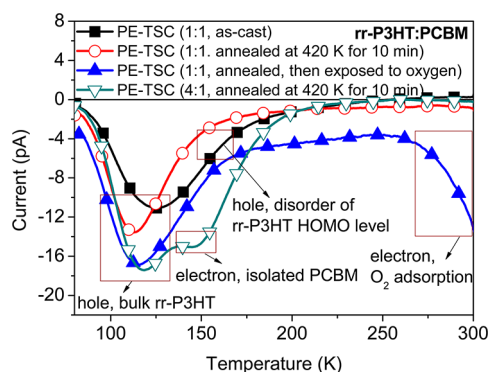 rr-P3HT:PCBM
PE-TSC (1:1, as-cast)
PE-TSC (1:1. annealed at 420 K for 10 min)
PE-TSC (1:1, annealed, then exposed to oxygen)
PE-TSC (4:1, annealed at 420 K for 10 min)
4
0
-4
-8
-12
-16
-20
Current (pA)
hole, disorder of
rr-P3HT HOMO level
electron, isolated PCBM
electron,
O2 adsorption
hole, bulk rr-P3HT
100
150
200
250
300
Temperature (K)